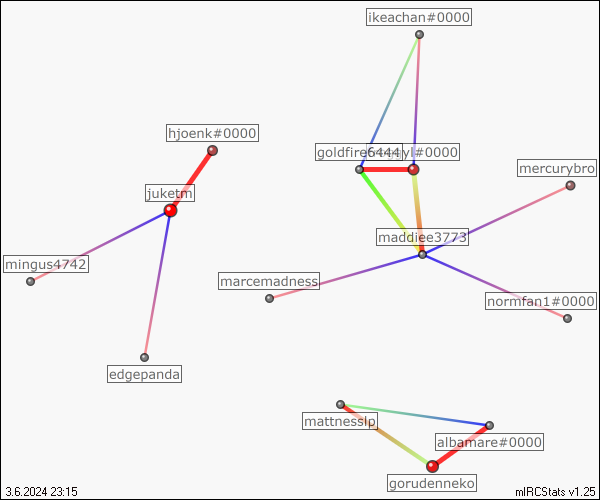 ikeachan#0000
hjoenk#0000
goldfire6444
yl#0000
mercurybro
juketm
maddiee3773
mingus4742
marcemadness
normfan1#0000
edgepanda
mattnesslp
albamare#0000
gorudenneko
3.6.2024 23:15
mIRCStats v1.25